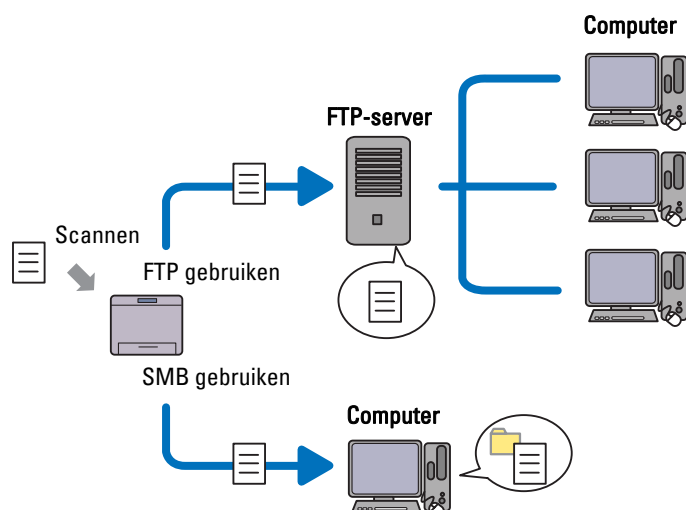 Computer
FTP-server
Scannen
FTP gebruiken
SMB gebruiken
Computer